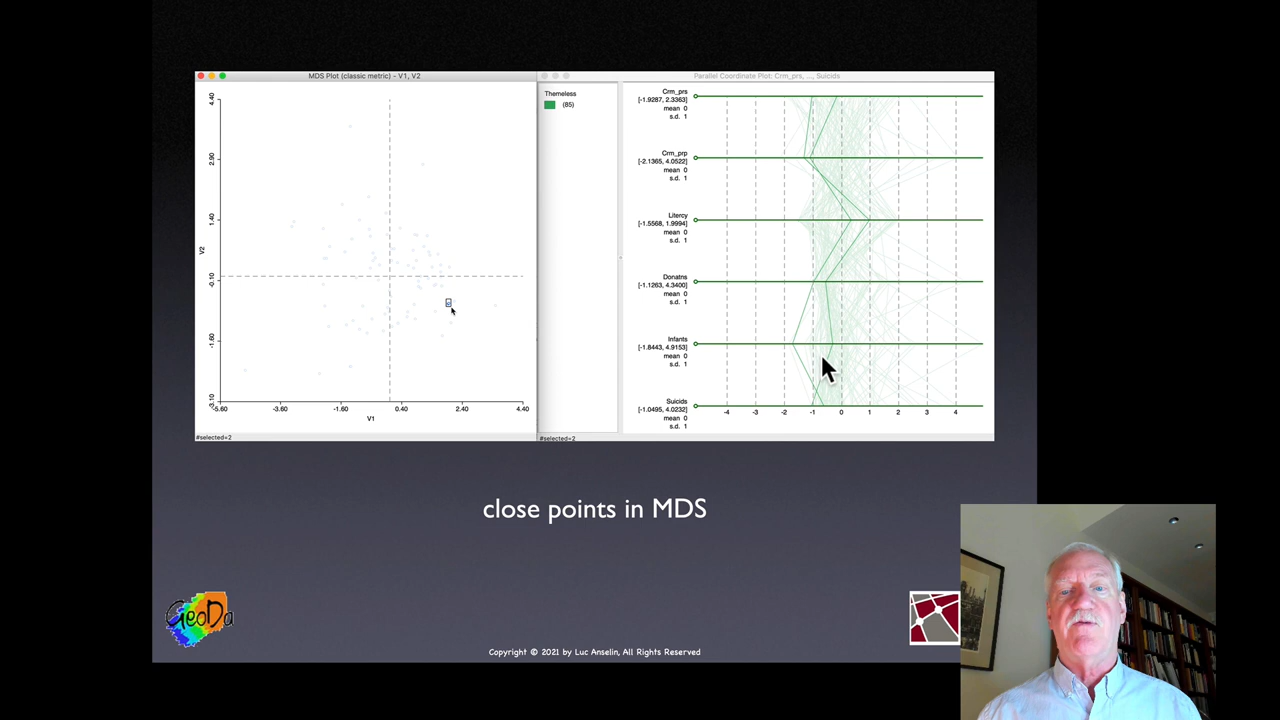 MDS Plot (classic metric) - V1, V2
4.40
2.90
1.40
-0.10
-1.60
-3.10
V2
-5.60 -3.60 -1.60 0.40 2.40 4.40
V1
#selected=2
Parallel Coordinate Plot: Crm_prs, ..., Suicids
Themeless
(85)
#selected=2
Crm_prs
[-1.9287, 2.3363]
mean 0
s.d. 1
Crm_prp
[-2.1365, 4.0522]
mean 0
s.d. 1
Litercy
[-1.5568, 1.9994]
mean 0
s.d. 1
Donatns
[-1.1263, 4.3400]
mean 0
s.d. 1
Infants
[-1.8443, 4.9153]
mean 0
s.d. 1
Suicids
[-1.0495, 4.0232]
mean 0
s.d. 1
-4 -3 -2 -1 0 1 2 3 4
close points in MDS
GeoDa
Copyright © 2021 by Luc Anselin, All Rights Reserved